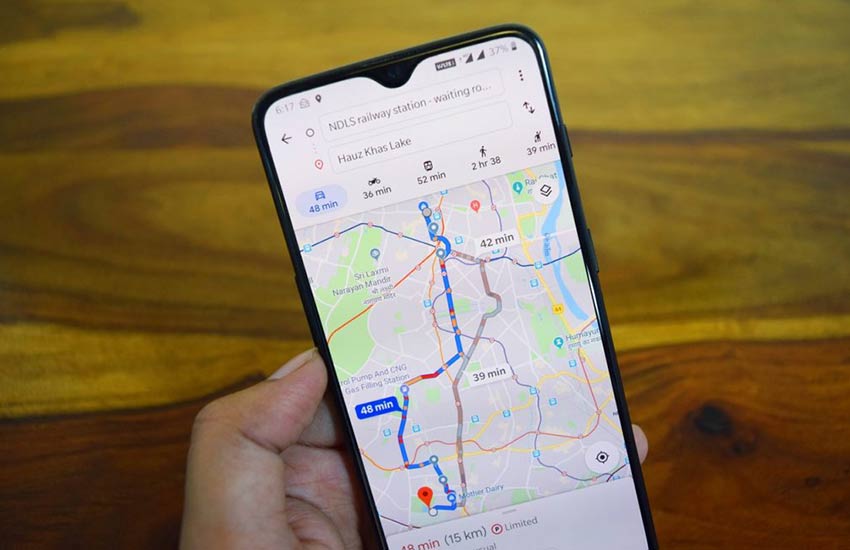 6:17
VoLTE
37%
NDLS railway station - waiting ro...
Hauz Khas Lake
48 min
36 min
52 min
2 hr 38
39 min
42 min
Sri Laxmi
Narayan Mandir
Humayun
Pump And CNG
Gas Filling Station
39 min
48 min
Mother Dairy
48 min (15 km) P Limited